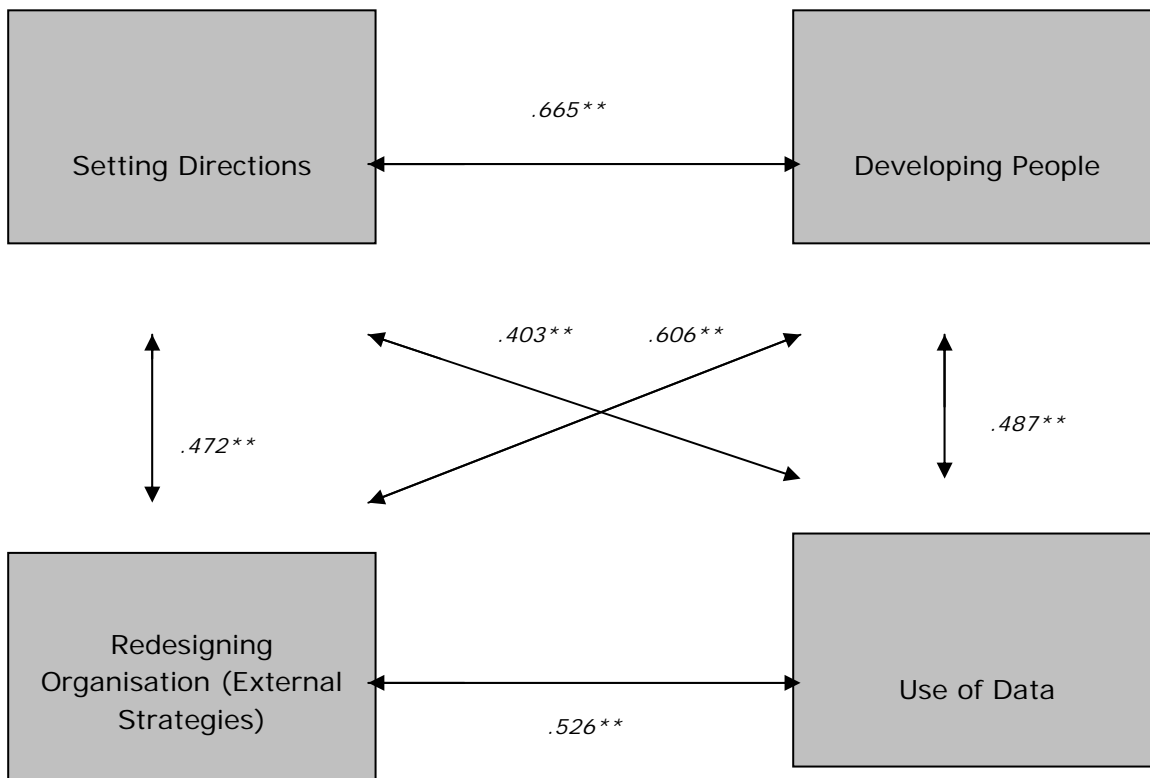 .665**
Setting Directions
Developing People
.403**
.606**
.472**
.487**
Redesigning
Organisation (External
Strategies)
Use of Data
.526**